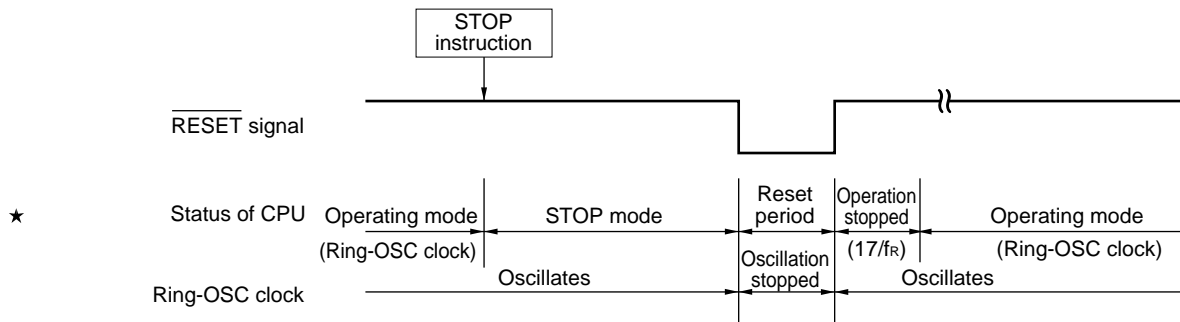 STOP
instruction
RESET signal
★ Status of CPU
Operating mode
(Ring-OSC clock)
STOP mode
Reset
period
Operation
stopped
(17/fR)
Operating mode
(Ring-OSC clock)
Ring-OSC clock
Oscillates
Oscillation
stopped
Oscillates